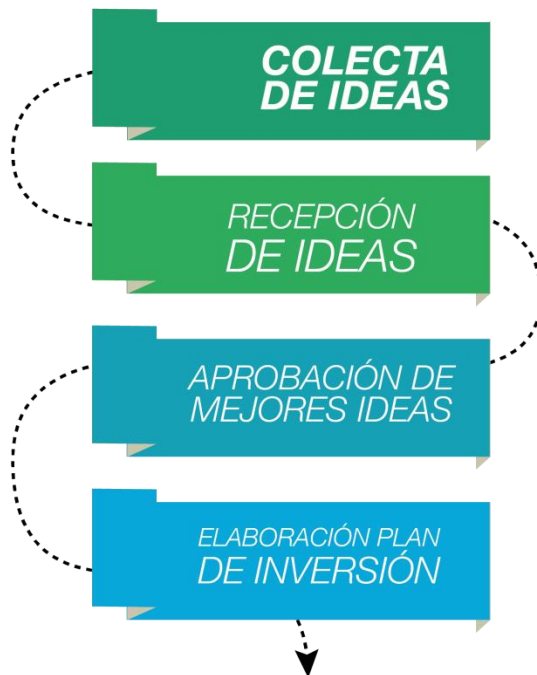 COLECTA
DE IDEAS
RECEPCIÓN
DE IDEAS
APROBACIÓN DE
MEJORES IDEAS
ELABORACIÓN PLAN
DE INVERSIÓN